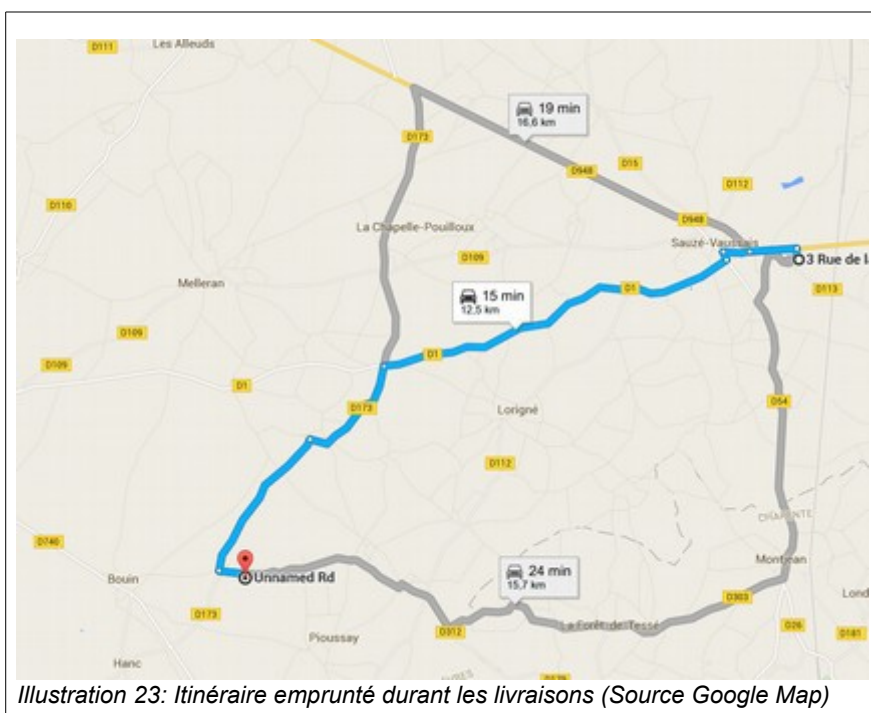 D111
Les Alleuds
19 min
16,6 km
D173
D15
D948
D112
D110
D948
La Chapelle-Pouilloux
Sauzé-Vaussais
D109
3 Rue de l
Melleran
15 min
12,5 km
D1
D113
D109
D1
D109
D1
D173
D54
Lorigné
D112
CHARENTE
D740
Montjean
Bouin
Unnamed Rd
24 min
15,7 km
D173
D303
Lond
La Forêt-de-Tessé
D312
D26
D181
Pioussay
Hanc
Illustration 23: Itinéraire emprunté durant les livraisons (Source Google Map)